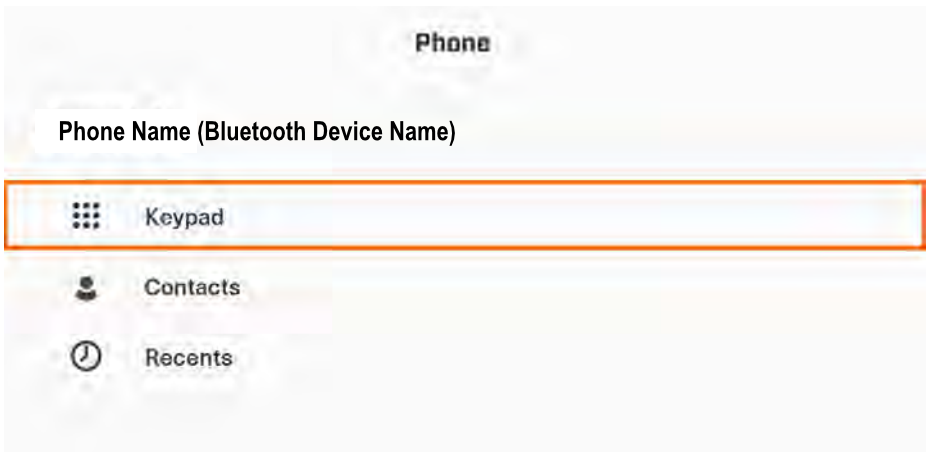 Phone
Phone Name (Bluetooth Device Name)
Keypad
Contacts
Recents